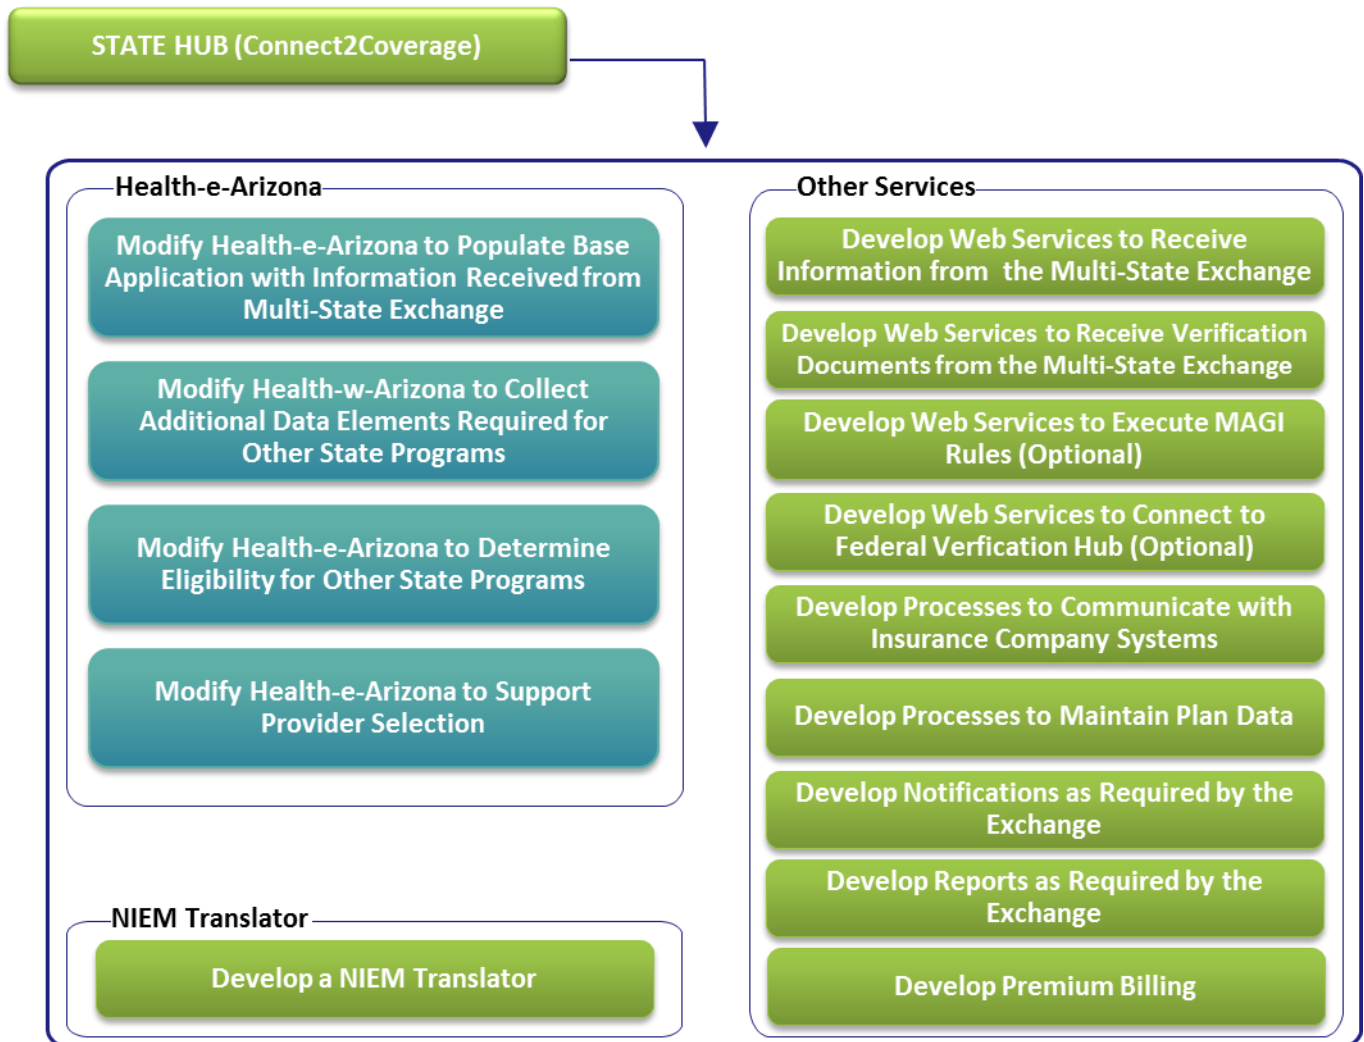 STATE HUB (Connect2Coverage)
Health-e-Arizona
Modify Health-e-Arizona to Populate Base
Application with Information Received from
Multi-State Exchange
Modify Health-w-Arizona to Collect
Additional Data Elements Required for
Other State Programs
Modify Health-e-Arizona to Determine
Eligibility for Other State Programs
Modify Health-e-Arizona to Support
Provider Selection
NIEM Translator
Develop a NIEM Translator
Other Services
Develop Web Services to Receive
Information from the Multi-State Exchange
Develop Web Services to Receive Verification
Documents from the Multi-State Exchange
Develop Web Services to Execute MAGI
Rules (Optional)
Develop Web Services to Connect to
Federal Verfication Hub (Optional)
Develop Processes to Communicate with
Insurance Company Systems
Develop Processes to Maintain Plan Data
Develop Notifications as Required by the
Exchange
Develop Reports as Required by the
Exchange
Develop Premium Billing